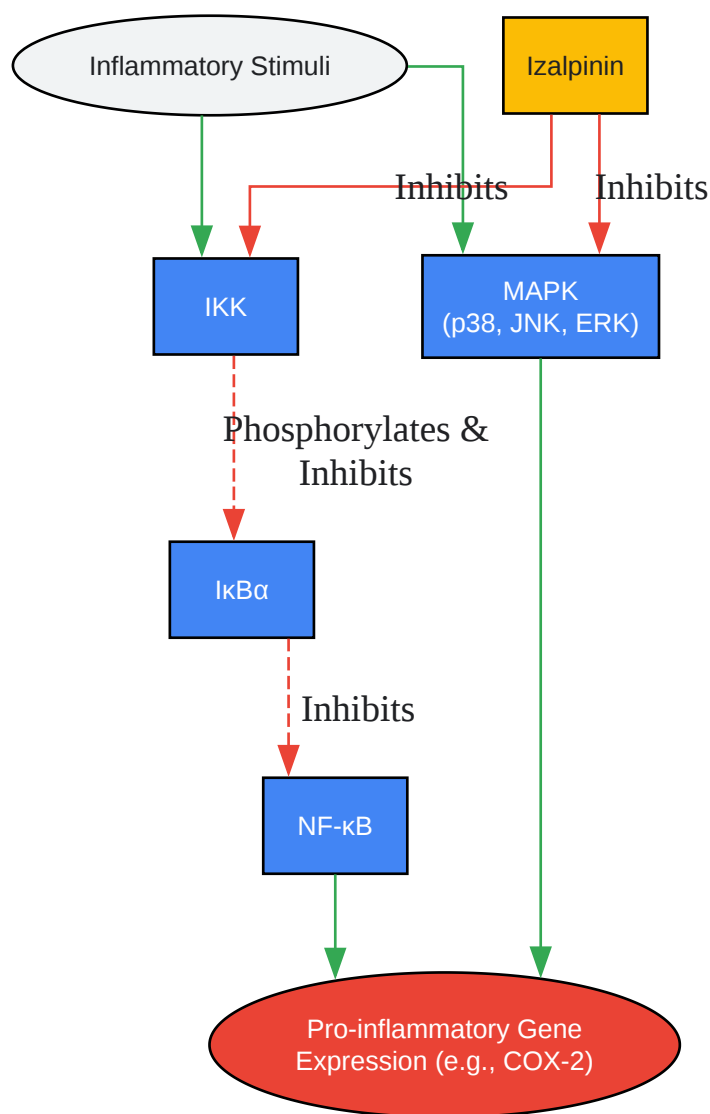 Inflammatory Stimuli
Izalpinin
Inhibits
Inhibits
IKK
MAPK
(p38, JNK, ERK)
Phosphorylates &
Inhibits
IκBα
Inhibits
NF-κB
Pro-inflammatory Gene
Expression (e.g., COX-2)